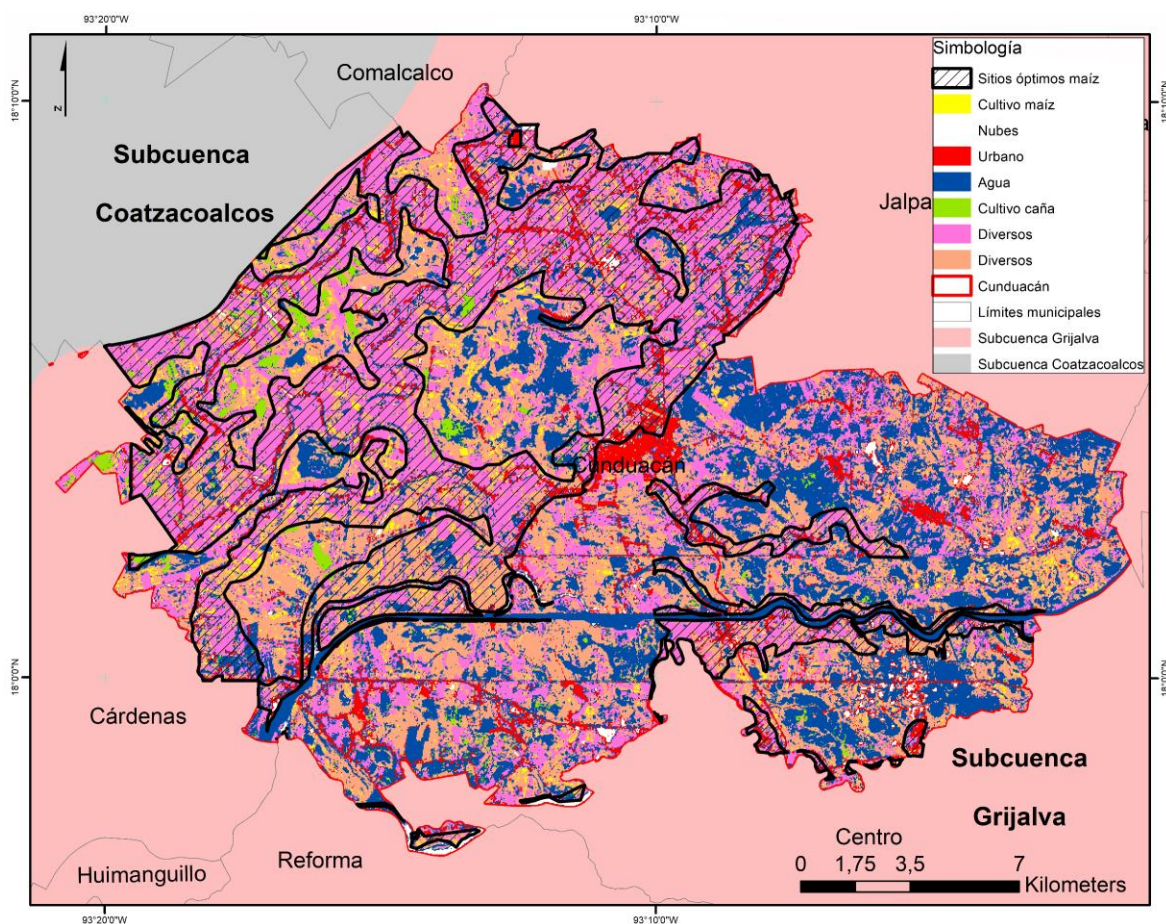 93°20'0"W
93°10'0"W
18°10'0"N
18°10'0"N
Comalcalco
Subcuenca
Coatzacoalcos
Jalpa
a
Simbología
Sitios óptimos maíz
Cultivo maíz
Nubes
Urbano
Agua
Cultivo caña
Diversos
Diversos
Cunduacán
Límites municipales
Subcuenca Grijalva
Subcuenca Coatzacoalcos
Z
Cunduacán
18°0'0"N
18°0'0"N
Cárdenas
Subcuenca
Grijalva
Centro
Reforma
Huimanguillo
0 1,75 3,5 7
Kilometers
93°20'0"W
93°10'0"W